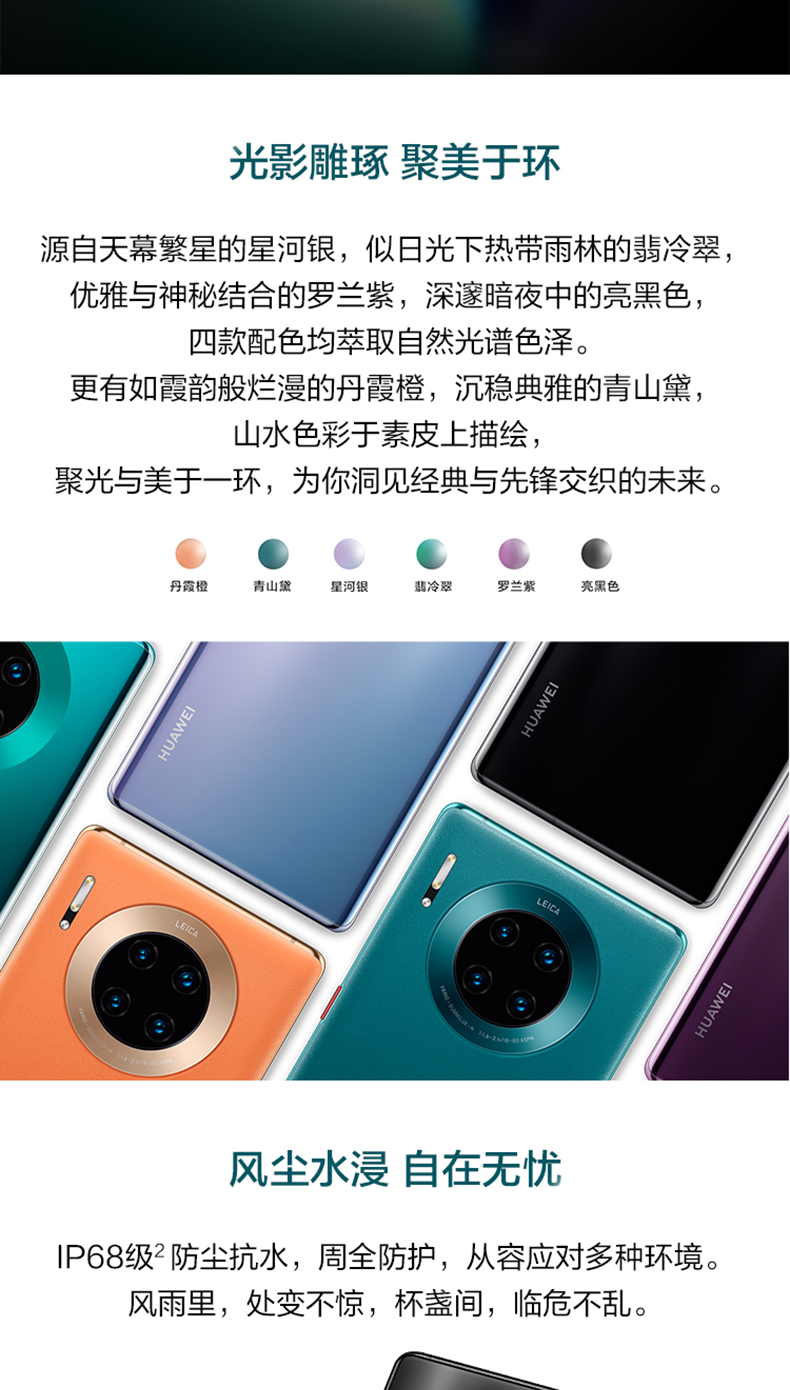 光影雕琢 聚美于环
源自天幕繁星的星河银，似日光下热带雨林的翡冷翠，
优雅与神秘结合的罗兰紫，深邃暗夜中的亮黑色，
四款配色均萃取自然光谱色泽。
更有如霞韵般烂漫的丹霞橙，沉稳典雅的青山黛，
山水色彩于素皮上描绘，
聚光与美于一环，为你洞见经典与先锋交织的未来。
丹霞橙 青山黛 星河银 翡冷翠 罗兰紫 亮黑色
HUAWEI
HUAWEI
LEICA
LEICA
HUAWEI
风尘水浸 自在无忧
IP68级² 防尘抗水，周全防护，从容应对多种环境。
风雨里，处变不惊，杯盏间，临危不乱。